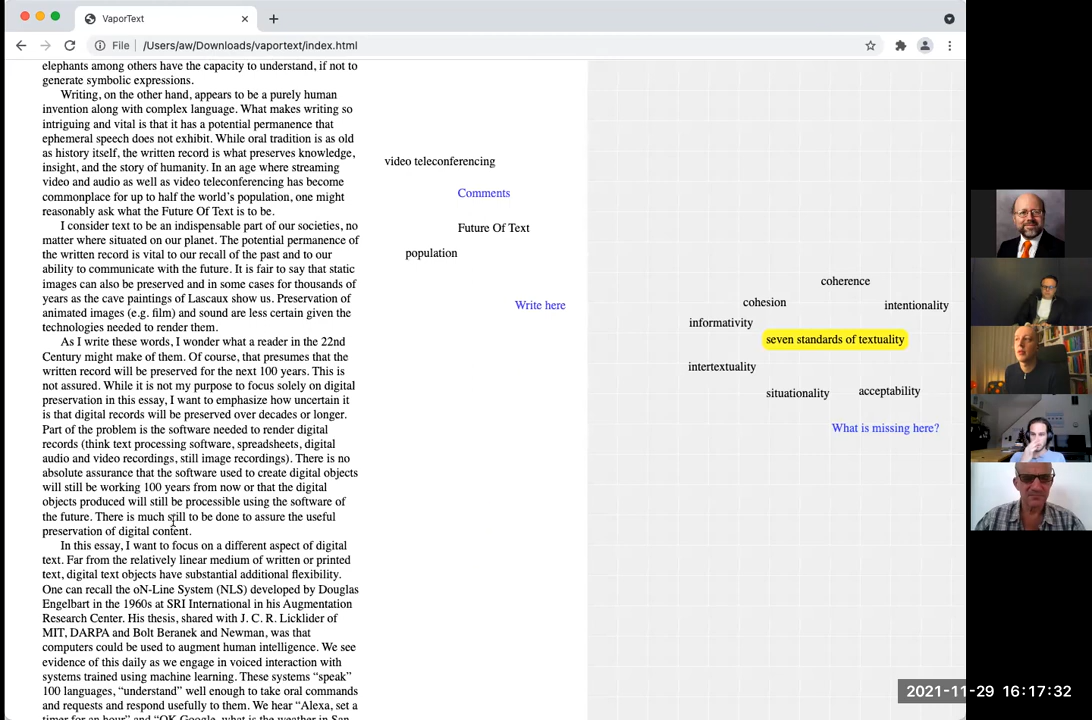 VaporText
File
/Users/aw/Downloads/vaportext/index.html
elephants among others have the capacity to understand, if not to
generate symbolic expressions.
Writing, on the other hand, appears to be a purely human
invention along with complex language. What makes writing so
intriguing and vital is that it has a potential permanence that
ephemeral speech does not exhibit. While oral tradition is as old
as history itself, the written record is what preserves knowledge,
insight, and the story of humanity. In an age where streaming
video and audio as well as video teleconferencing has become
commonplace for up to half the world's population, one might
reasonably ask what the Future Of Text is to be.
I consider text to be an indispensable part of our societies, no
matter where situated on our planet. The potential permanence of
the written record is vital to our recall of the past and to our
ability to communicate with the future. It is fair to say that static
images can also be preserved and in some cases for thousands of
years as the cave paintings of Lascaux show us. Preservation of
animated images (e.g. film) and sound are less certain given the
technologies needed to render them.
As I write these words, I wonder what a reader in the 22nd
Century might make of them. Of course, that presumes that the
written record will be preserved for the next 100 years. This is
not assured. While it is not my purpose to focus solely on digital
preservation in this essay, I want to emphasize how uncertain it
is that digital records will be preserved over decades or longer.
Part of the problem is the software needed to render digital
records (think text processing software, spreadsheets, digital
audio and video recordings, still image recordings). There is no
absolute assurance that the software used to create digital objects
will still be working 100 years from now or that the digital
objects produced will still be processible using the software of
the future. There is much still to be done to assure the useful
preservation of digital content.
In this essay, I want to focus on a different aspect of digital
text. Far from the relatively linear medium of written or printed
text, digital text objects have substantial additional flexibility.
One can recall the oN-Line System (NLS) developed by Douglas
Engelbart in the 1960s at SRI International in his Augmentation
Research Center. His thesis, shared with J. C. R. Licklider of
MIT, DARPA and Bolt Beranek and Newman, was that
computers could be used to augment human intelligence. We see
evidence of this daily as we engage in voiced interaction with
systems trained using machine learning. These systems “speak”
100 languages, “understand” well enough to take oral commands
and requests and respond usefully to them. We hear “Alexa, set a
timer for an hour” and “OK Google, what is the weather in San
video teleconferencing
Comments
Future Of Text
population
Write here
coherence
cohesion
intentionality
informativity
seven standards of textuality
intertextuality
situationality
acceptability
What is missing here?
2021-11-29 16:17:32